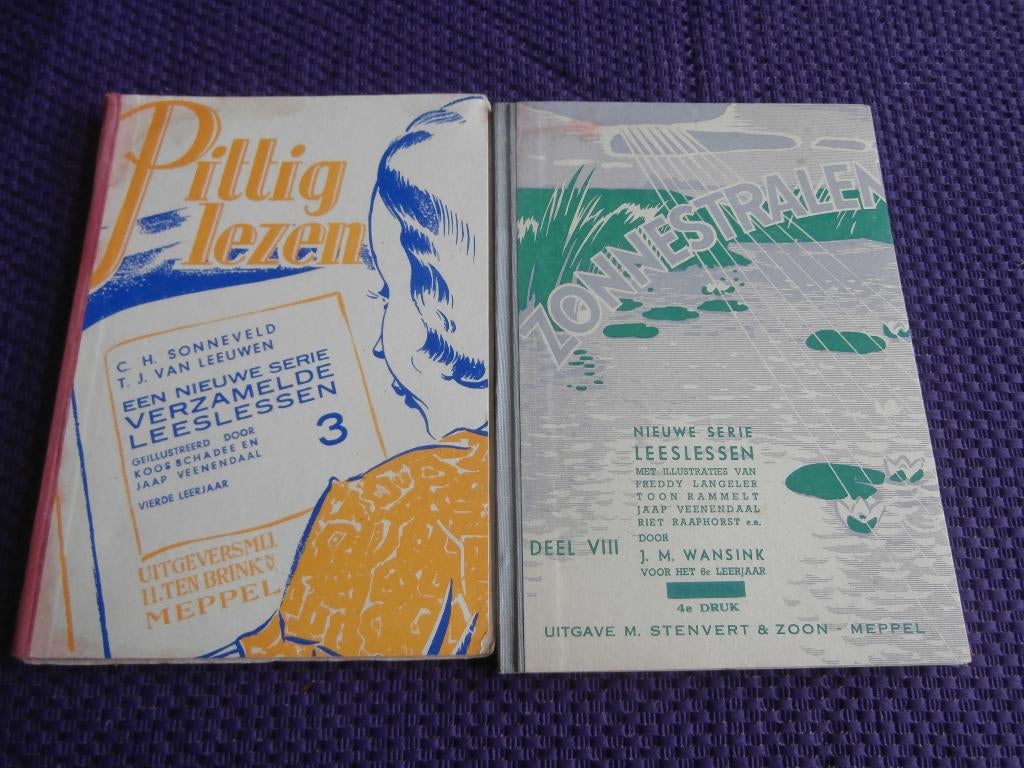 Pittig
lezen
C. H. SONNEVELD
T. J. VAN LEEUWEN
EEN NIEUWE SERIE
VERZAMELDE
LEESLESSEN
3
GEILLUSTREERD DOOR
KOOS SCHADEE EN
JAAP VEENENDAAL
VIERDE LEERJAAR
UITGEVERSMIJ.
H. TEN BRINK
MEPPEL
ZONNESTRALEN
NIEUWE SERIE
LEESLESSEN
MET ILLUSTRATIES VAN
FREDDY LANGELER
TOON RAMMELT
JAAP VEENENDAAL
RIET RAAPHORST e.a.
DOOR
DEEL VIII
J. M. WANSINK
VOOR HET 6e LEERJAAR
4e DRUK
UITGAVE M. STENVERT & ZOON - MEPPEL